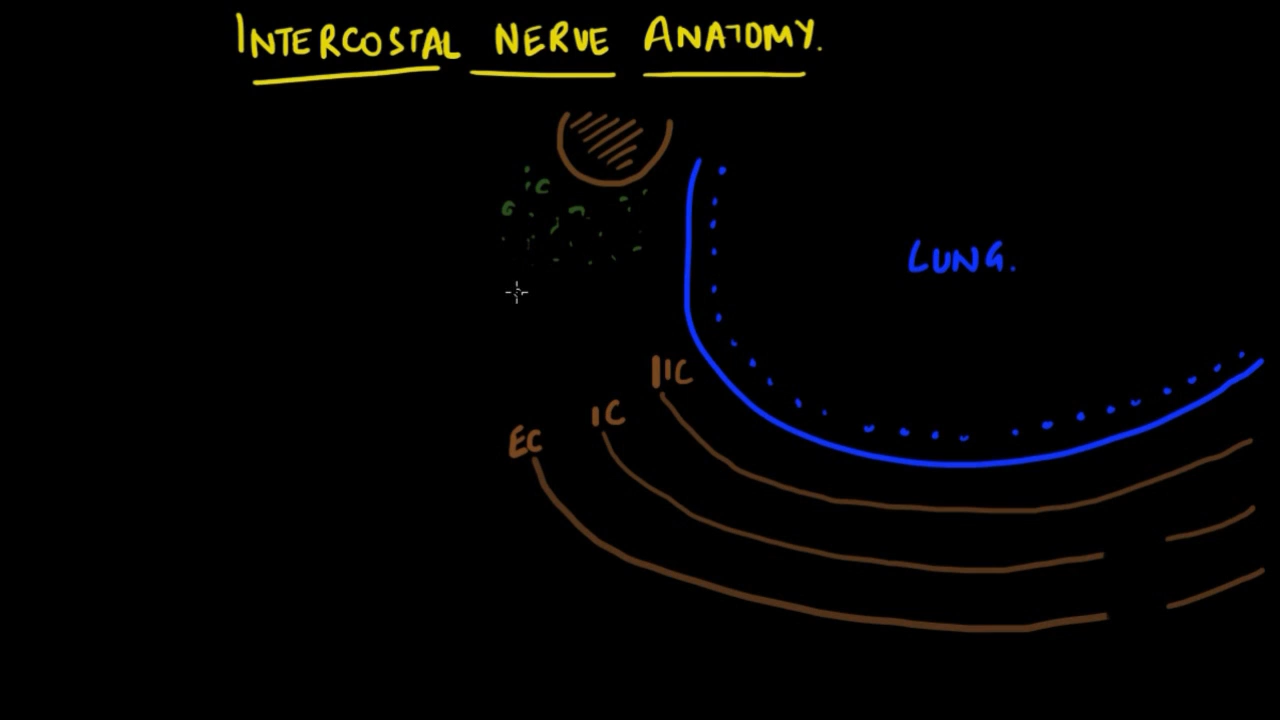 INTERCOSTAL NERVE ANATOMY.
LUNG.
IIC
IC
EC